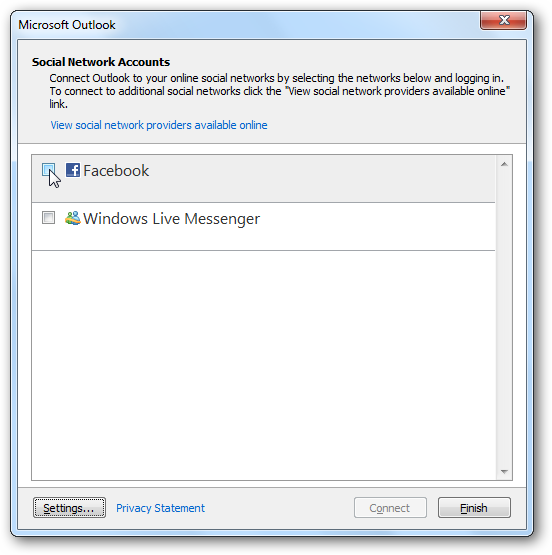 Microsoft Outlook
Social Network Accounts
Connect Outlook to your online social networks by selecting the networks below and logging in.
To connect to additional social networks click the "View social network providers available online"
link.
View social network providers available online
Facebook
Windows Live Messenger
Settings... Privacy Statement Connect Finish